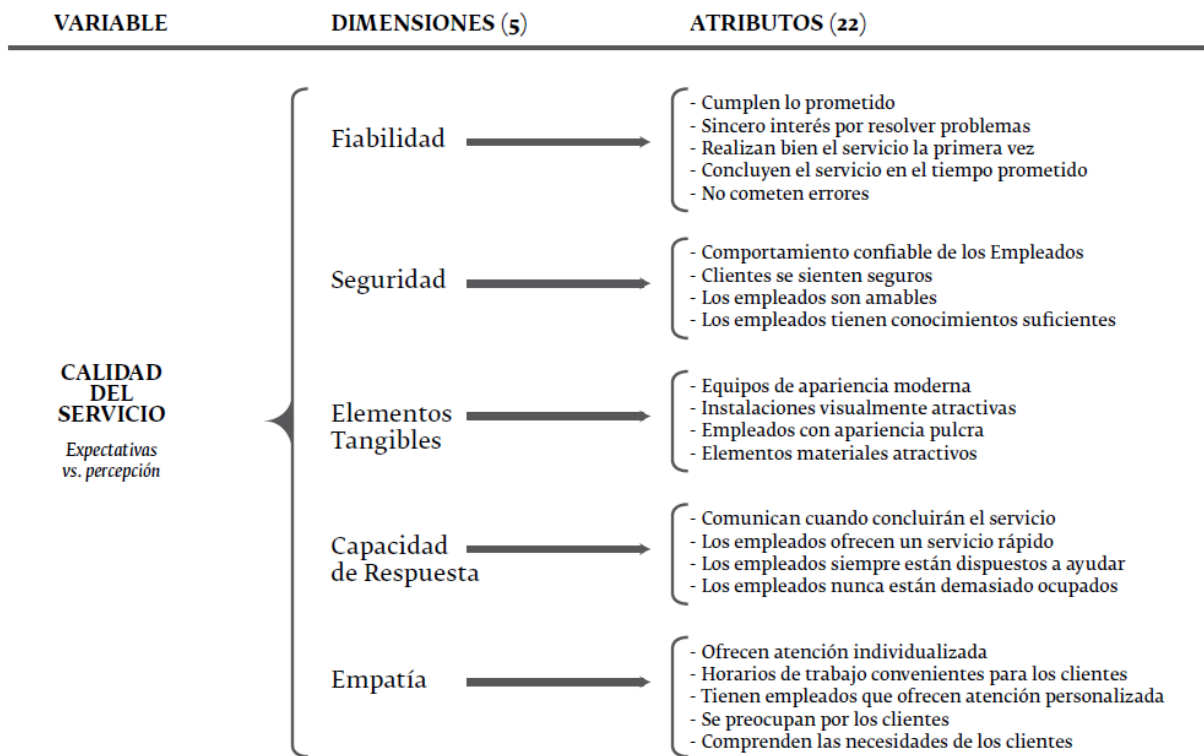 VARIABLE DIMENSIONES (5) ATRIBUTOS (22)
Fiabilidad
- Cumplen lo prometido
- Sincero interés por resolver problemas
- Realizan bien el servicio la primera vez
- Concluyen el servicio en el tiempo prometido
- No cometen errores
Seguridad
- Comportamiento confiable de los Empleados
- Clientes se sienten seguros
- Los empleados son amables
- Los empleados tienen conocimientos suficientes
CALIDAD
DEL
SERVICIO
Expectativas
vs. percepción
Elementos
Tangibles
- Equipos de apariencia moderna
- Instalaciones visualmente atractivas
- Empleados con apariencia pulcra
- Elementos materiales atractivos
Capacidad
de Respuesta
- Comunican cuando concluirán el servicio
- Los empleados ofrecen un servicio rápido
- Los empleados siempre están dispuestos a ayudar
- Los empleados nunca están demasiado ocupados
Empatía
- Ofrecen atención individualizada
- Horarios de trabajo convenientes para los clientes
- Tienen empleados que ofrecen atención personalizada
- Se preocupan por los clientes
- Comprenden las necesidades de los clientes